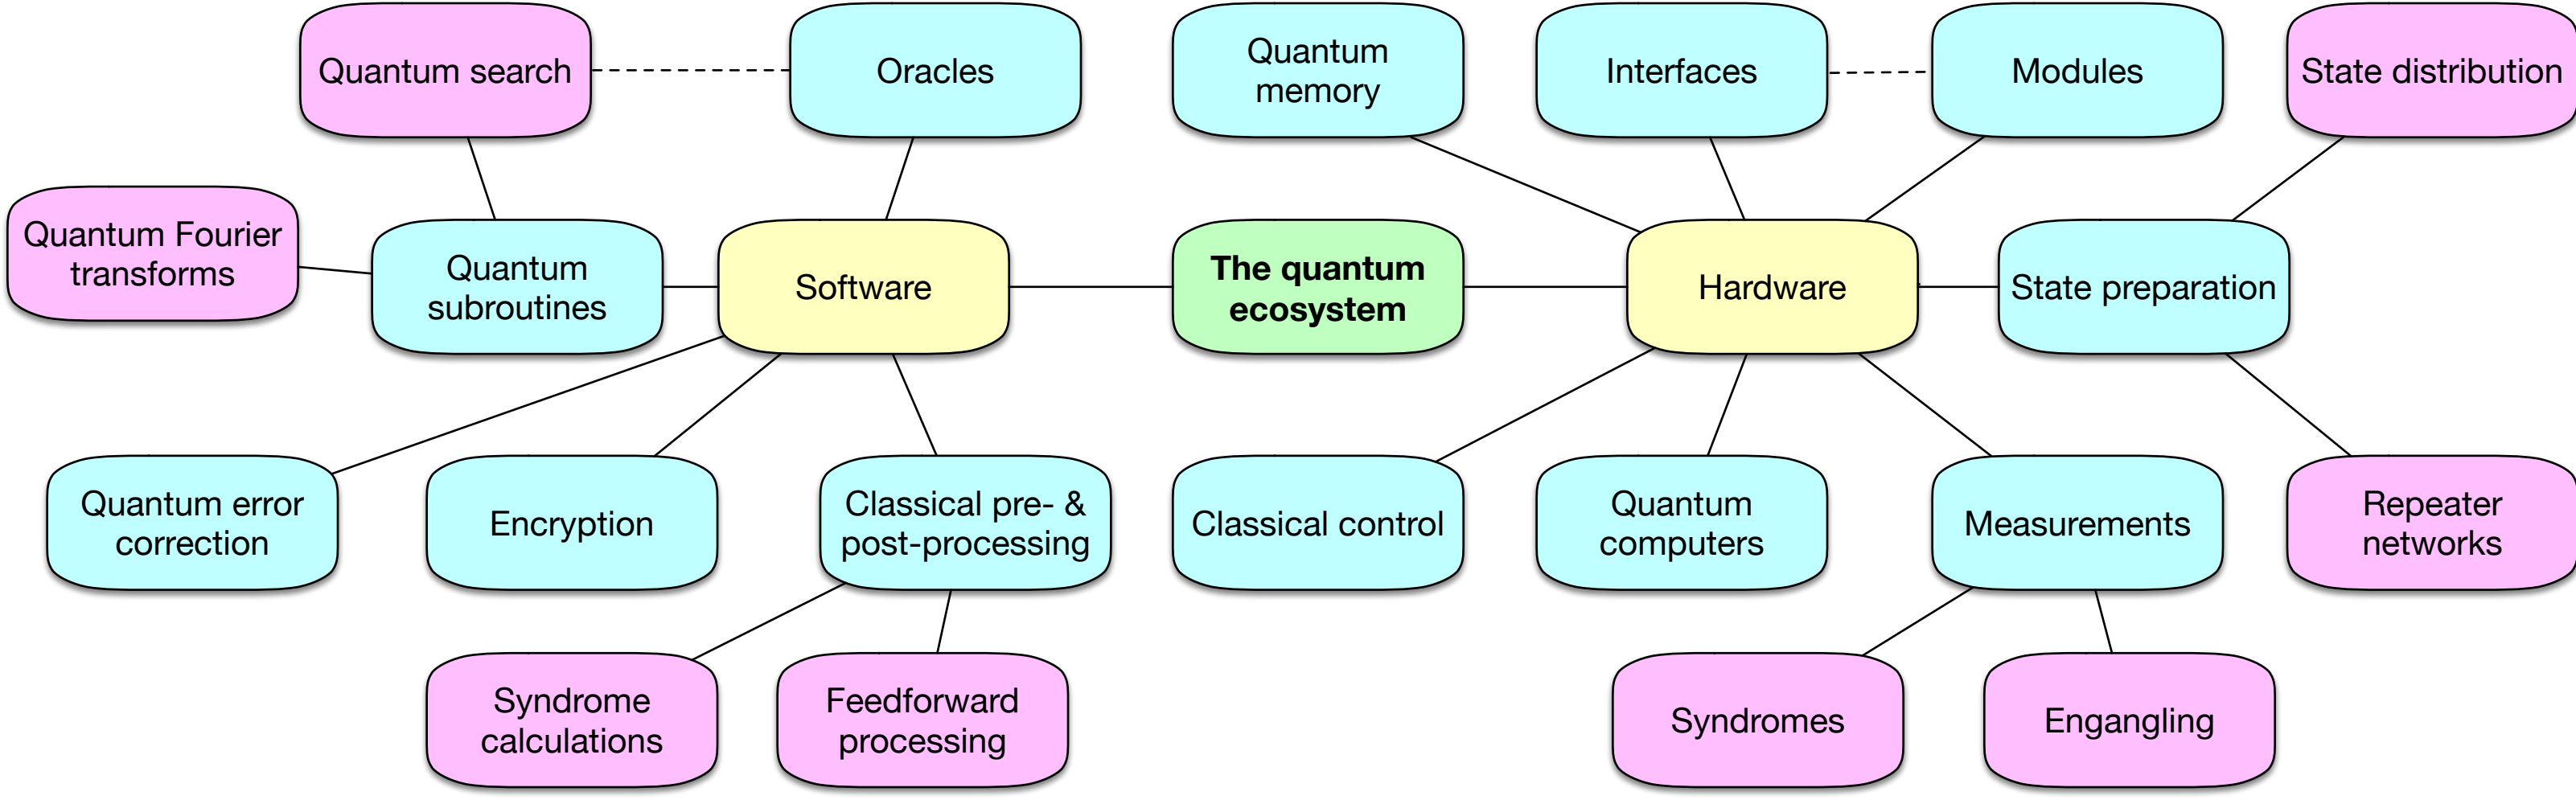 Quantum search
Oracles
Quantum
memory
Interfaces
Modules
State distribution
Quantum Fourier
transforms
Quantum
subroutines
Software
The quantum
ecosystem
Hardware
State preparation
Quantum error
correction
Encryption
Classical pre- &
post-processing
Classical control
Quantum
computers
Measurements
Repeater
networks
Syndrome
calculations
Feedforward
processing
Syndromes
Engangling